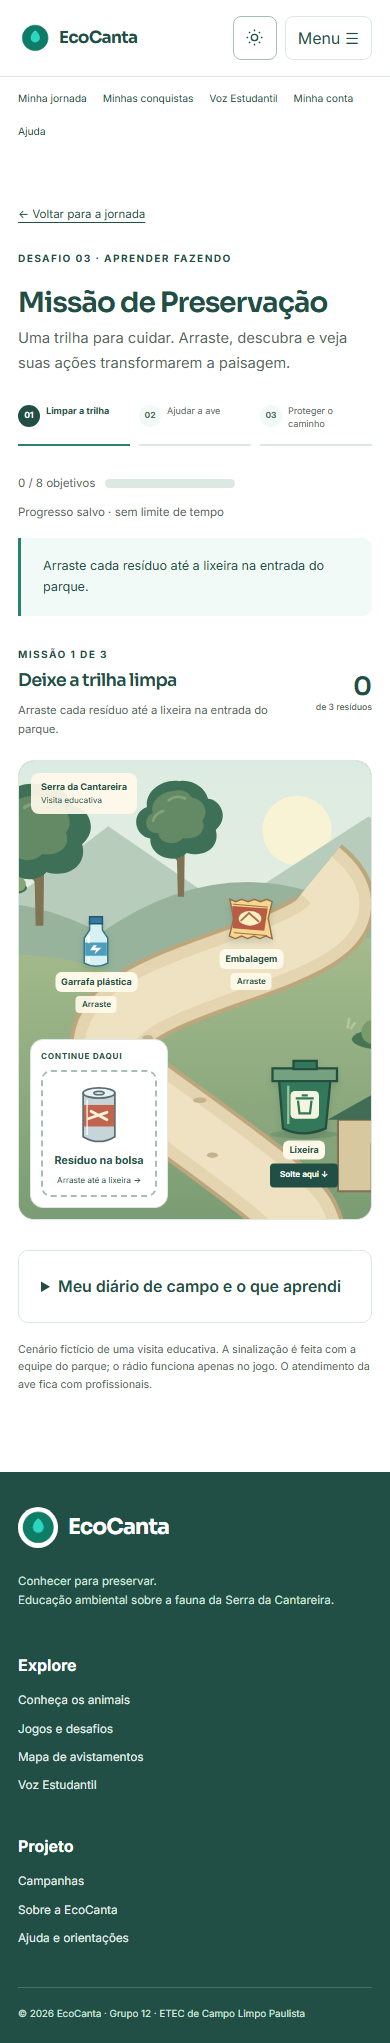 EcoCanta
Menu ☰
Minha jornada Minhas conquistas Voz Estudantil Minha conta
Ajuda
← Voltar para a jornada
DESAFIO 03 · APRENDER FAZENDO
Missão de Preservação
Uma trilha para cuidar. Arraste, descubra e veja
suas ações transformarem a paisagem.
01 Limpar a trilha
02 Ajudar a ave
03 Proteger o
caminho
0 / 8 objetivos
Progresso salvo · sem limite de tempo
Arraste cada resíduo até a lixeira na entrada do
parque.
MISSÃO 1 DE 3
Deixe a trilha limpa
Arraste cada resíduo até a lixeira na entrada do
parque.
0
de 3 resíduos
Serra da Cantareira
Visita educativa
Embalagem
Arraste
Garrafa plástica
Arraste
CONTINUE DAQUI
Resíduo na bolsa
Arraste até a lixeira →
Lixeira
Solte aqui ↓
▶ Meu diário de campo e o que aprendi
Cenário fictício de uma visita educativa. A sinalização é feita com a
equipe do parque; o rádio funciona apenas no jogo. O atendimento da
ave fica com profissionais.
EcoCanta
Conhecer para preservar.
Educação ambiental sobre a fauna da Serra da Cantareira.
Explore
Conheça os animais
Jogos e desafios
Mapa de avistamentos
Voz Estudantil
Projeto
Campanhas
Sobre a EcoCanta
Ajuda e orientações
© 2026 EcoCanta · Grupo 12 · ETEC de Campo Limpo Paulista